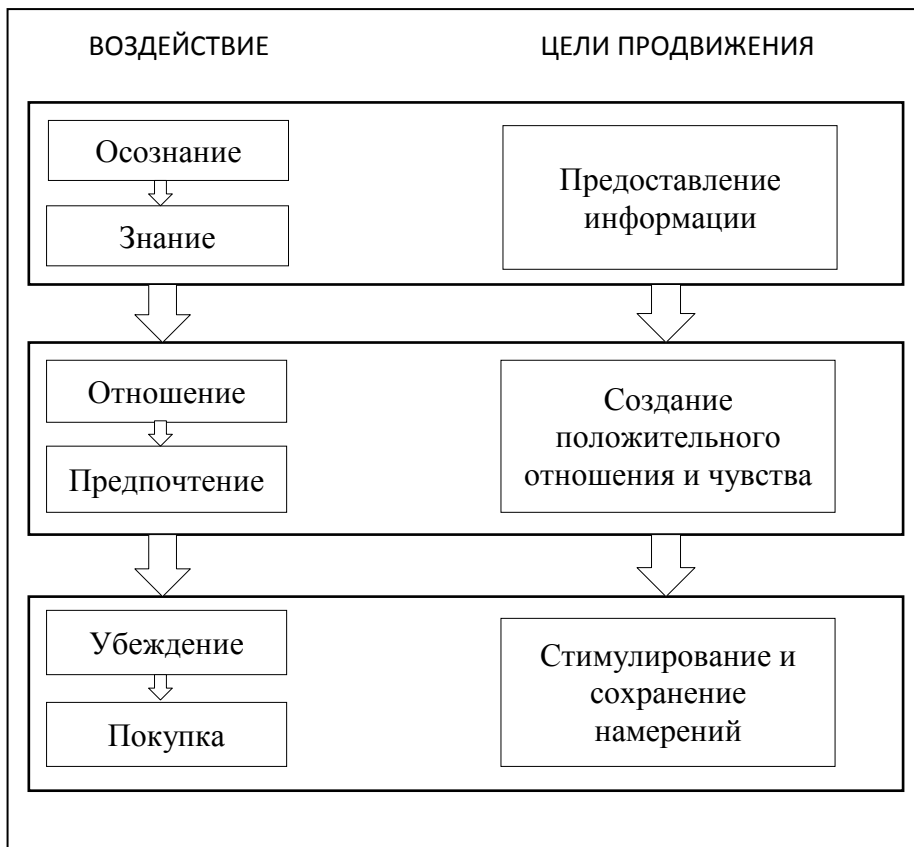 ВОЗДЕЙСТВИЕ
ЦЕЛИ ПРОДВИЖЕНИЯ
Осознание
Знание
Предоставление
информации
Отношение
Предпочтение
Создание
положительного
отношения и чувства
Убеждение
Покупка
Стимулирование и
сохранение
намерений